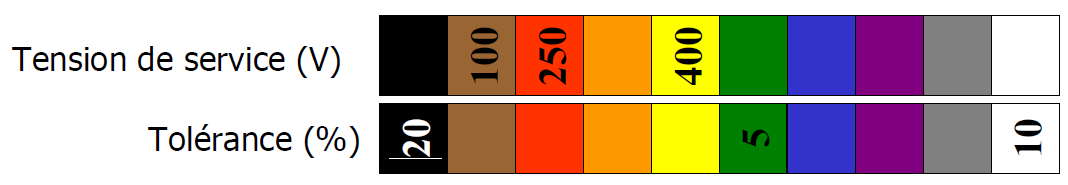 Tension de service (V) 100 250 400
Tolérance (%) 20 5 10